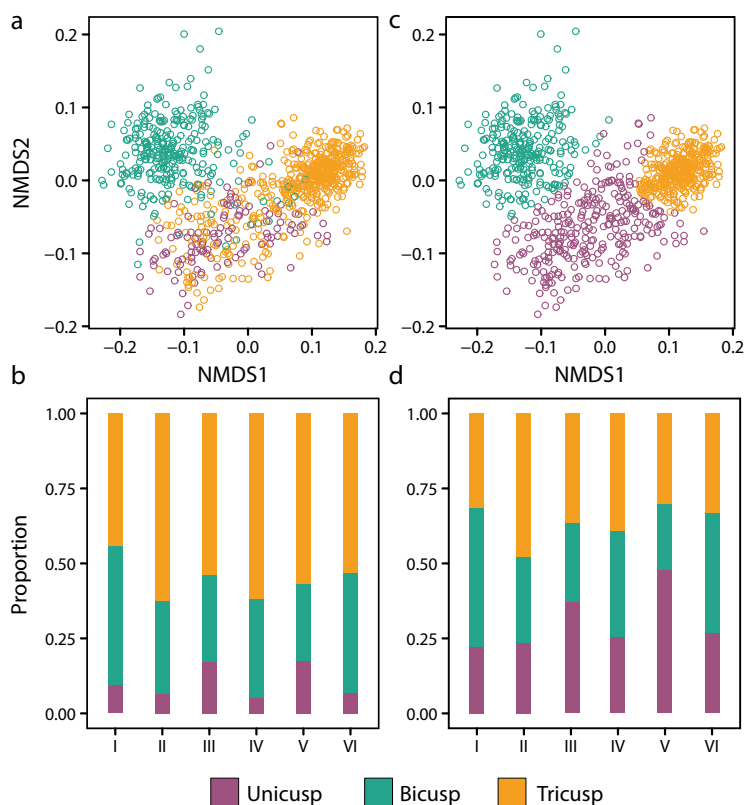 a
c
NMDS2
0.2
0.1
0.0
−0.1
−0.2
−0.2 −0.1 0.0 0.1 0.2
NMDS1
0.2
0.1
0.0
−0.1
−0.2
−0.2 −0.1 0.0 0.1 0.2
NMDS1
b
d
Proportion
1.00
0.75
0.50
0.25
0.00
I II III IV V VI
1.00
0.75
0.50
0.25
0.00
I II III IV V VI
Unicusp Bicusp Tricusp